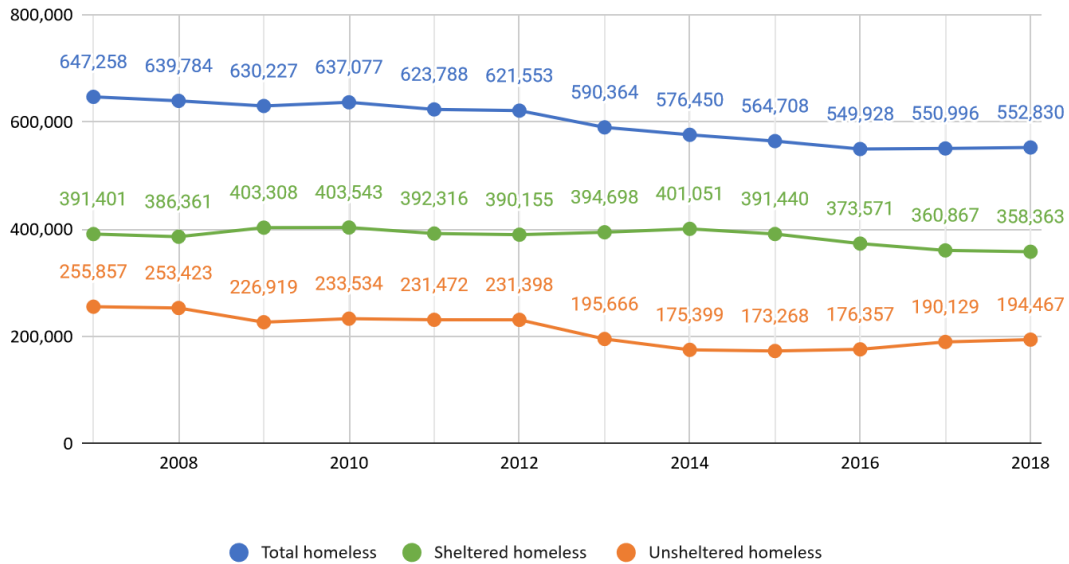 800,000
647,258 639,784 630,227 637,077 623,788 621,553 590,364 576,450 564,708 549,928 550,996 552,830
600,000
391,401 386,361 403,308 403,543 392,316 390,155 394,698 401,051 391,440 373,571 360,867 358,363
400,000
255,857 253,423 226,919 233,534 231,472 231,398 195,666 175,399 173,268 176,357 190,129 194,467
200,000
0
2008 2010 2012 2014 2016 2018
Total homeless Sheltered homeless Unsheltered homeless